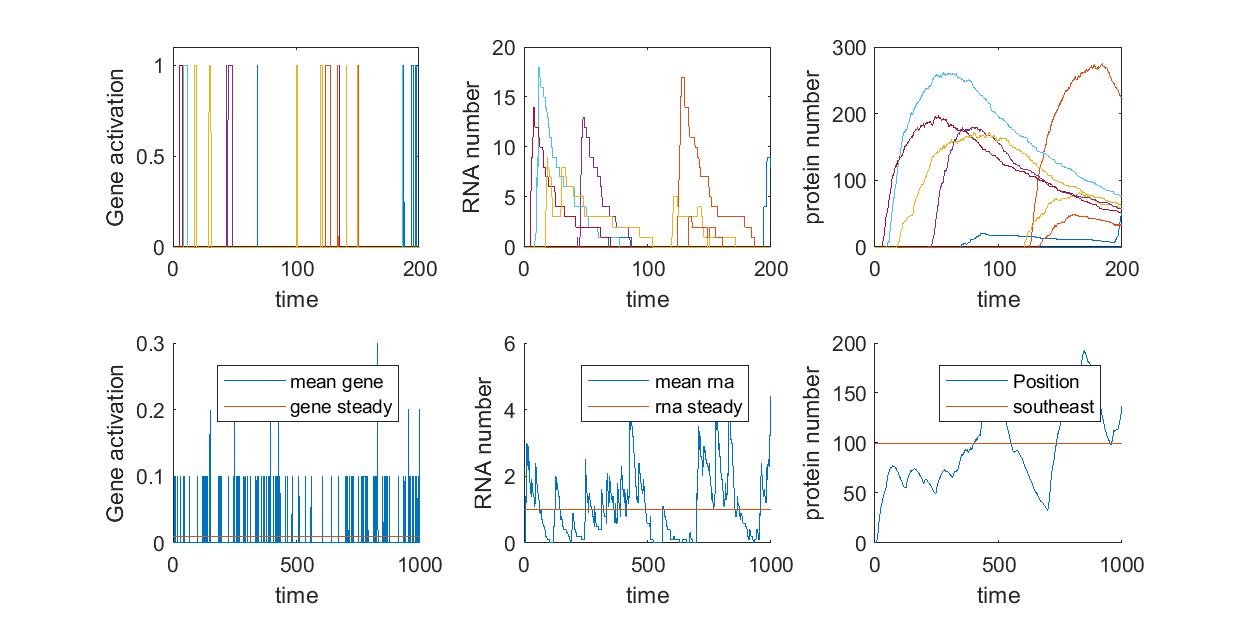 Gene activation
1
0.5
0
0
100
200
time
RNA number
20
15
10
5
0
0
100
200
time
protein number
300
200
100
0
0
100
200
time
Gene activation
0.3
0.2
0.1
0
0
500
1000
time
mean gene
gene steady
RNA number
6
4
2
0
0
500
1000
time
mean rna
rna steady
protein number
200
150
100
50
0
0
500
1000
time
Position
southeast